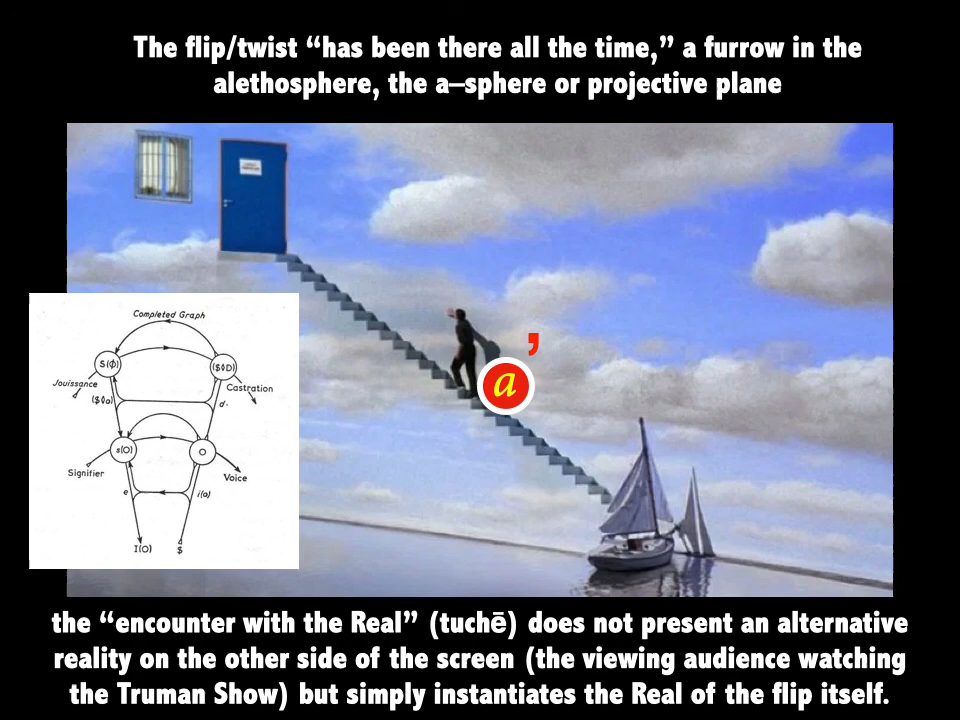 The flip/twist “has been there all the time,” a furrow in the
alethosphere, the a–sphere or projective plane
Completed Graph
S(Ø)
($◊D)
Jouissance
Castration
($◊a)
d
s(O)
O
Signifier
Voice
e
i(o)
I(O)
$
’
a
the “encounter with the Real” (tuchē) does not present an alternative
reality on the other side of the screen (the viewing audience watching
the Truman Show) but simply instantiates the Real of the flip itself.